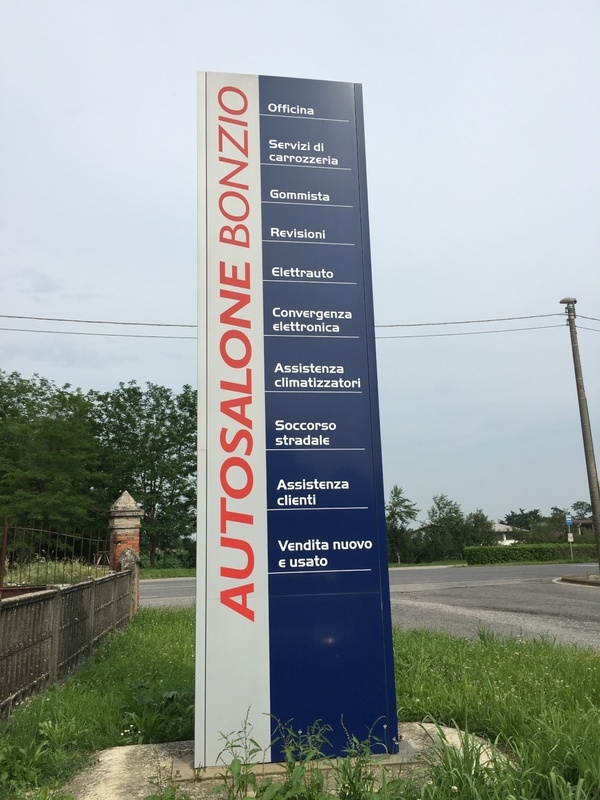 AUTOSALONE BONZIO
Officina
Servizi di
carrozzeria
Gommista
Revisioni
Elettrauto
Convergenza
elettronica
Assistenza
climatizzatori
Soccorso
stradale
Assistenza
clienti
Vendita nuovo
e usato